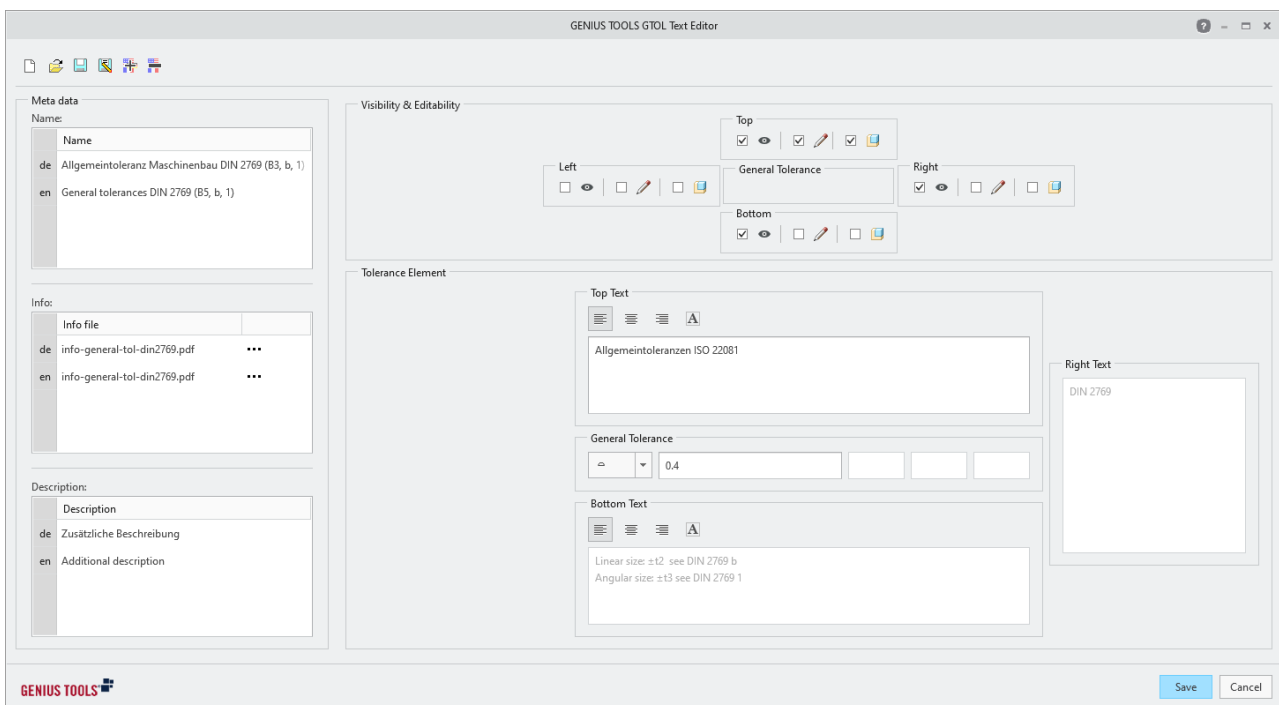 GENIUS TOOLS GTOL Text Editor
Meta data
Name:
Name
de Allgemeintoleranz Maschinenbau DIN 2769 (B3, b, 1)
en General tolerances DIN 2769 (B5, b, 1)
Info:
Info file
de info-general-tol-din2769.pdf ...
en info-general-tol-din2769.pdf ...
Description:
Description
de Zusätzliche Beschreibung
en Additional description
Visibility & Editability
Top
Left
General Tolerance
Right
Bottom
Tolerance Element
Top Text
A
Allgemeintoleranzen ISO 22081
General Tolerance
⌓ 0.4
Bottom Text
A
Linear size: ±t2 see DIN 2769 b
Angular size: ±t3 see DIN 2769 1
Right Text
DIN 2769
GENIUS TOOLS
Save Cancel